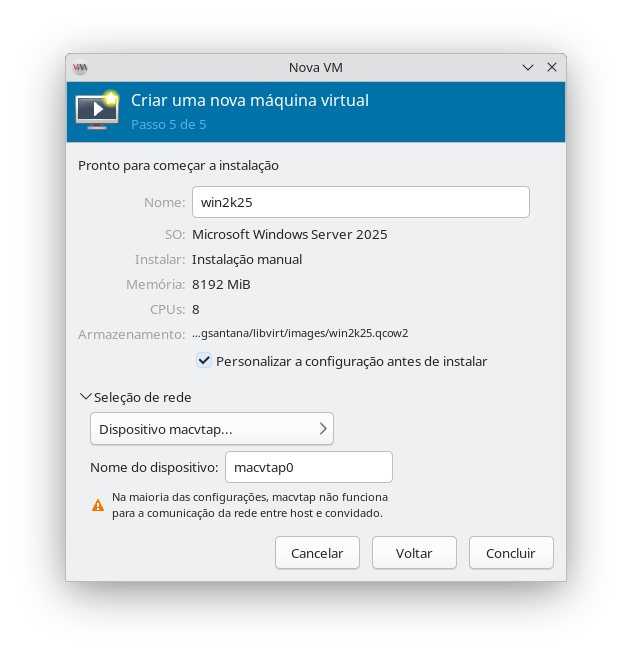 Nova VM
Criar uma nova máquina virtual
Passo 5 de 5
Pronto para começar a instalação
Nome: win2k25
SO: Microsoft Windows Server 2025
Instalar: Instalação manual
Memória: 8192 MiB
CPUs: 8
Armazenamento: ...gsantana/libvirt/images/win2k25.qcow2
Personalizar a configuração antes de instalar
Seleção de rede
Dispositivo macvtap...
Nome do dispositivo: macvtap0
Na maioria das configurações, macvtap não funciona
para a comunicação da rede entre host e convidado.
Cancelar Voltar Concluir